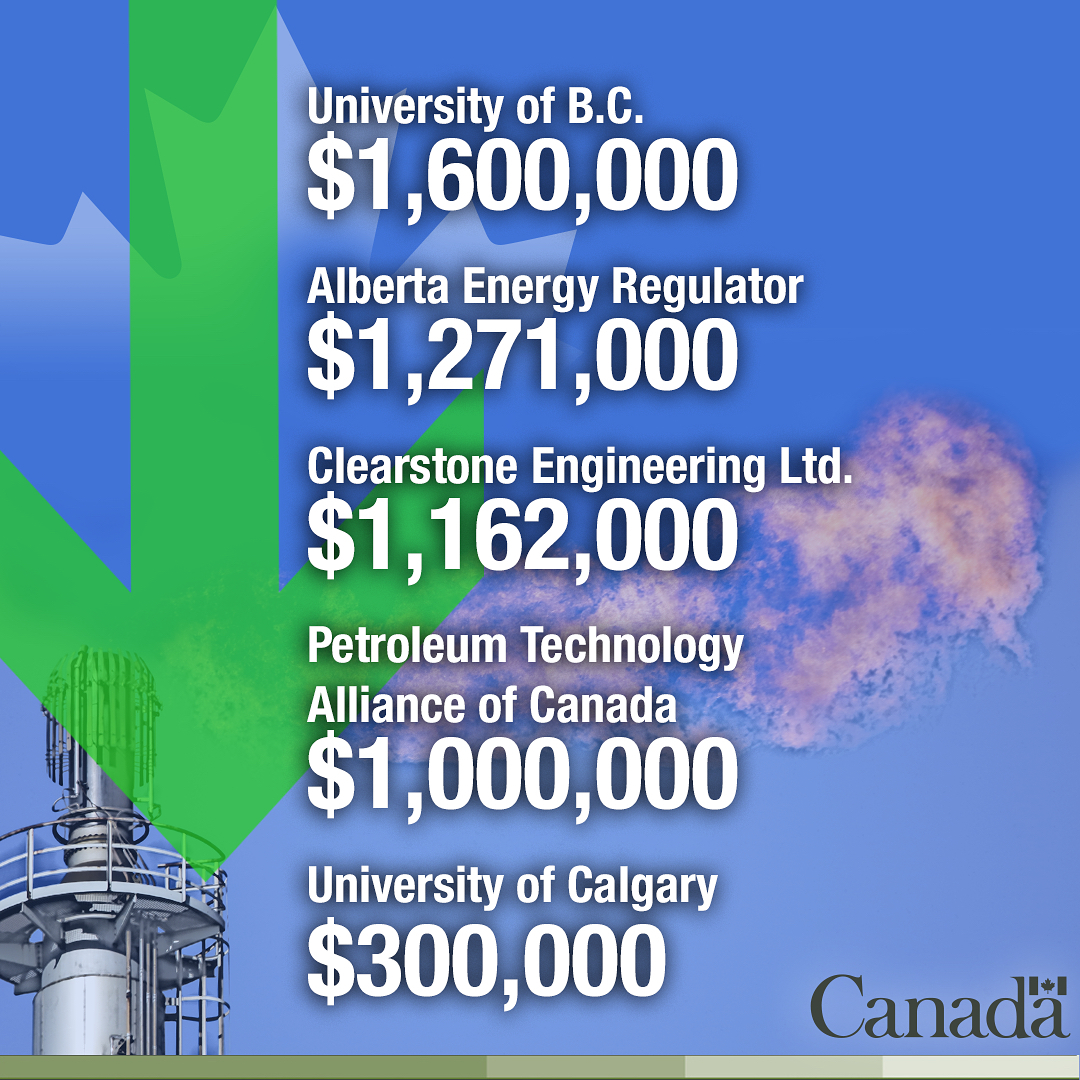 University of B.C.
$1,600,000
Alberta Energy Regulator
$1,271,000
Clearstone Engineering Ltd.
$1,162,000
Petroleum Technology
Alliance of Canada
$1,000,000
University of Calgary
$300,000
Canada